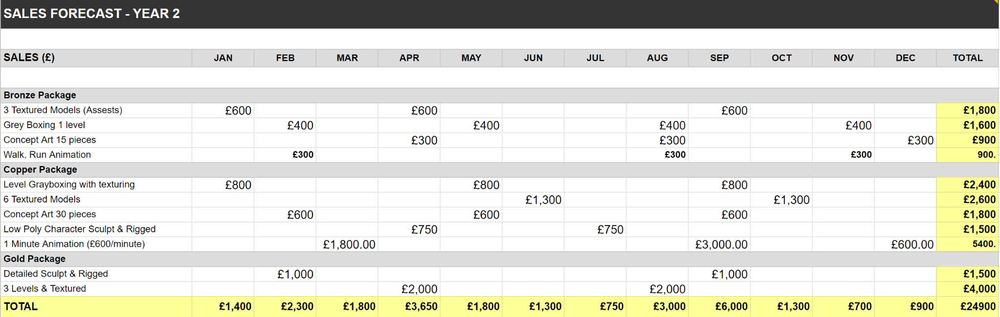 SALES FORECAST - YEAR 2
SALES (£) JAN FEB MAR APR MAY JUN JUL AUG SEP OCT NOV DEC TOTAL
Bronze Package
3 Textured Models (Assests) £600 £600 £600 £1,800
Grey Boxing 1 level £400 £400 £400 £400 £1,600
Concept Art 15 pieces £300 £300 £300 £900
Walk, Run Animation £300 £300 £300 900.
Copper Package
Level Grayboxing with texturing £800 £800 £800 £2,400
6 Textured Models £1,300 £1,300 £2,600
Concept Art 30 pieces £600 £600 £600 £1,800
Low Poly Character Sculpt & Rigged £750 £750 £1,500
1 Minute Animation (£600/minute) £1,800.00 £3,000.00 £600.00 5400.
Gold Package
Detailed Sculpt & Rigged £1,000 £1,000 £1,500
3 Levels & Textured £2,000 £2,000 £4,000
TOTAL £1,400 £2,300 £1,800 £3,650 £1,800 £1,300 £750 £3,000 £6,000 £1,300 £700 £900 £24900